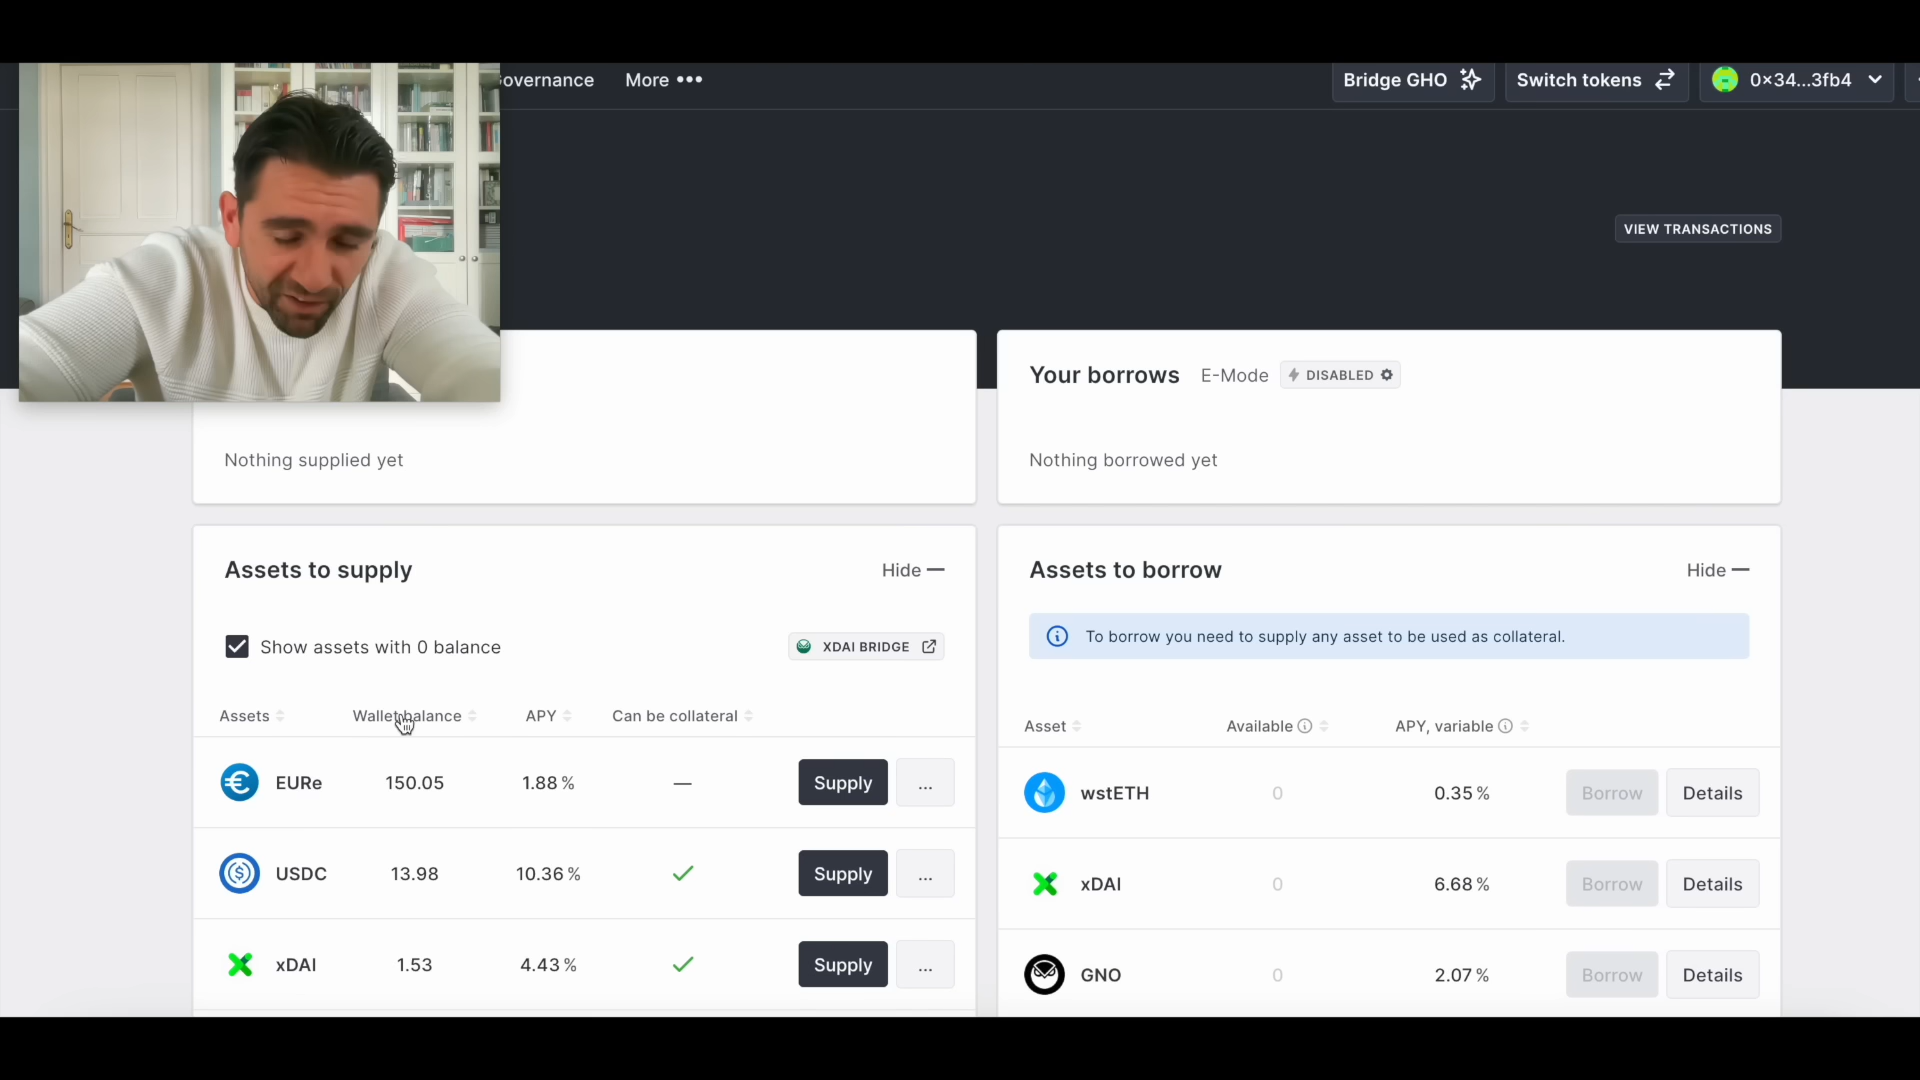 overnance
More •••
Bridge GHO
Switch tokens
0×34...3fb4
VIEW TRANSACTIONS
Nothing supplied yet
Your borrows
E-Mode
DISABLED
Nothing borrowed yet
Assets to supply
Hide
Show assets with 0 balance
XDAI BRIDGE
Assets
Wallet balance
APY
Can be collateral
EURe
150.05
1.88 %
—
Supply
...
USDC
13.98
10.36 %
Supply
...
xDAI
1.53
4.43 %
Supply
...
Assets to borrow
Hide
To borrow you need to supply any asset to be used as collateral.
Asset
Available
APY, variable
wstETH
0
0.35 %
Borrow
Details
xDAI
0
6.68 %
Borrow
Details
GNO
0
2.07 %
Borrow
Details